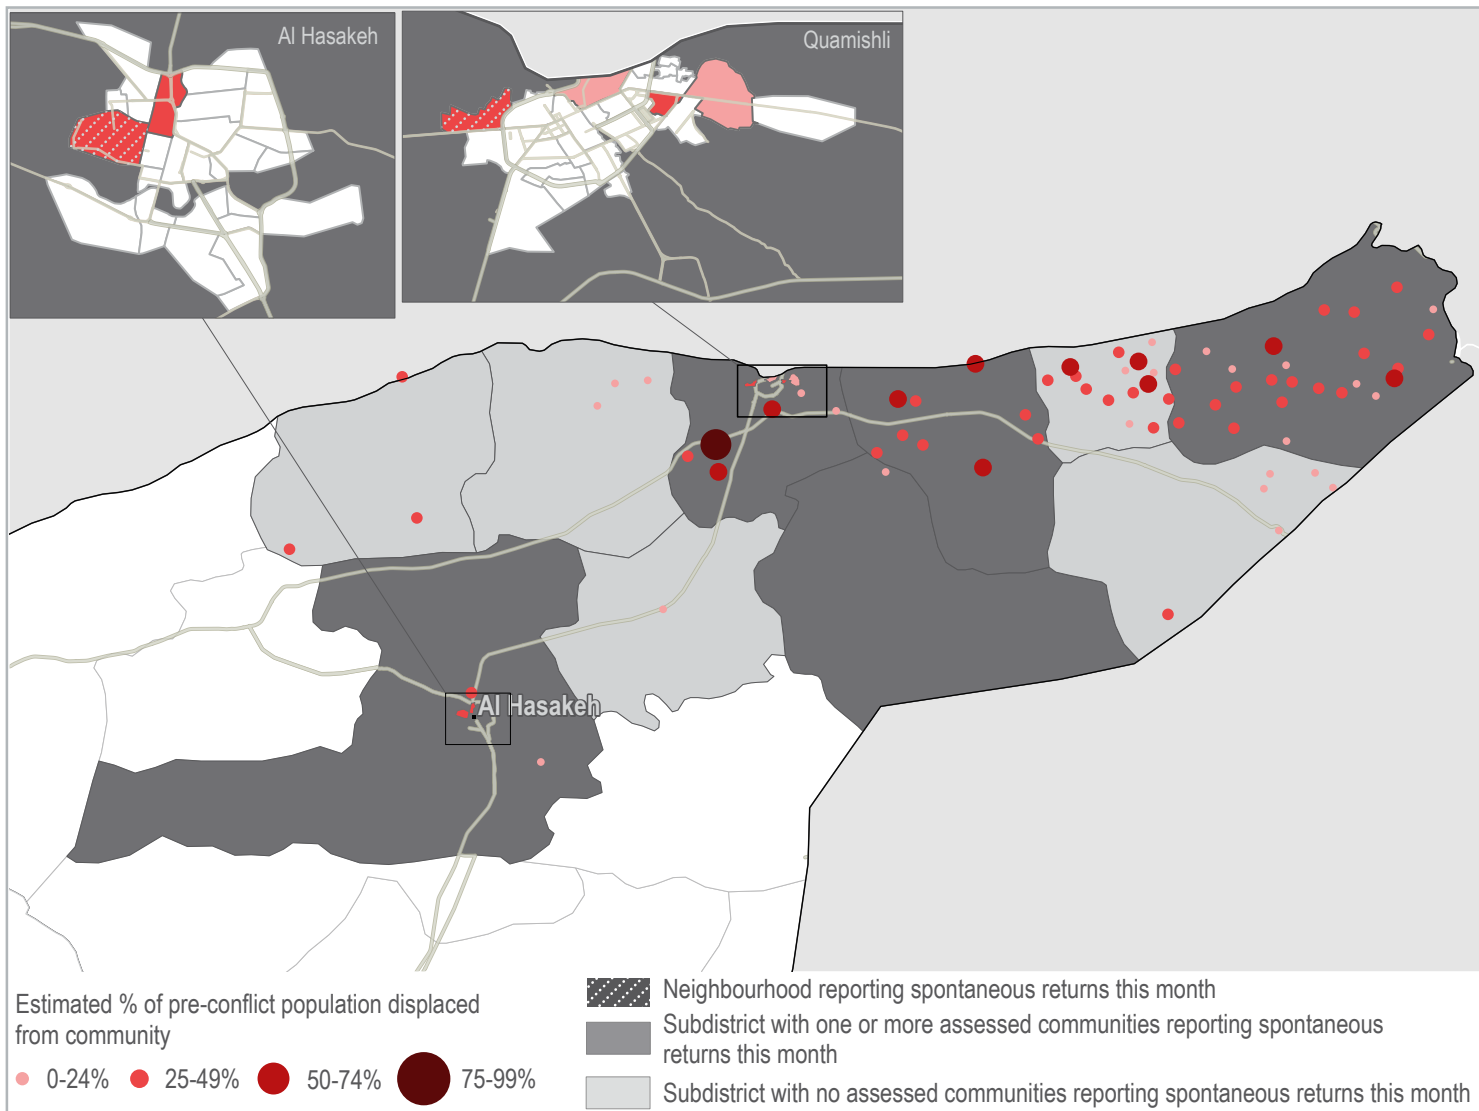 Al Hasakeh
Quamishli
Al Hasakeh
Estimated % of pre-conflict population displaced
from community
0-24%
25-49%
50-74%
75-99%
Neighbourhood reporting spontaneous returns this month
Subdistrict with one or more assessed communities reporting spontaneous
returns this month
Subdistrict with no assessed communities reporting spontaneous returns this month